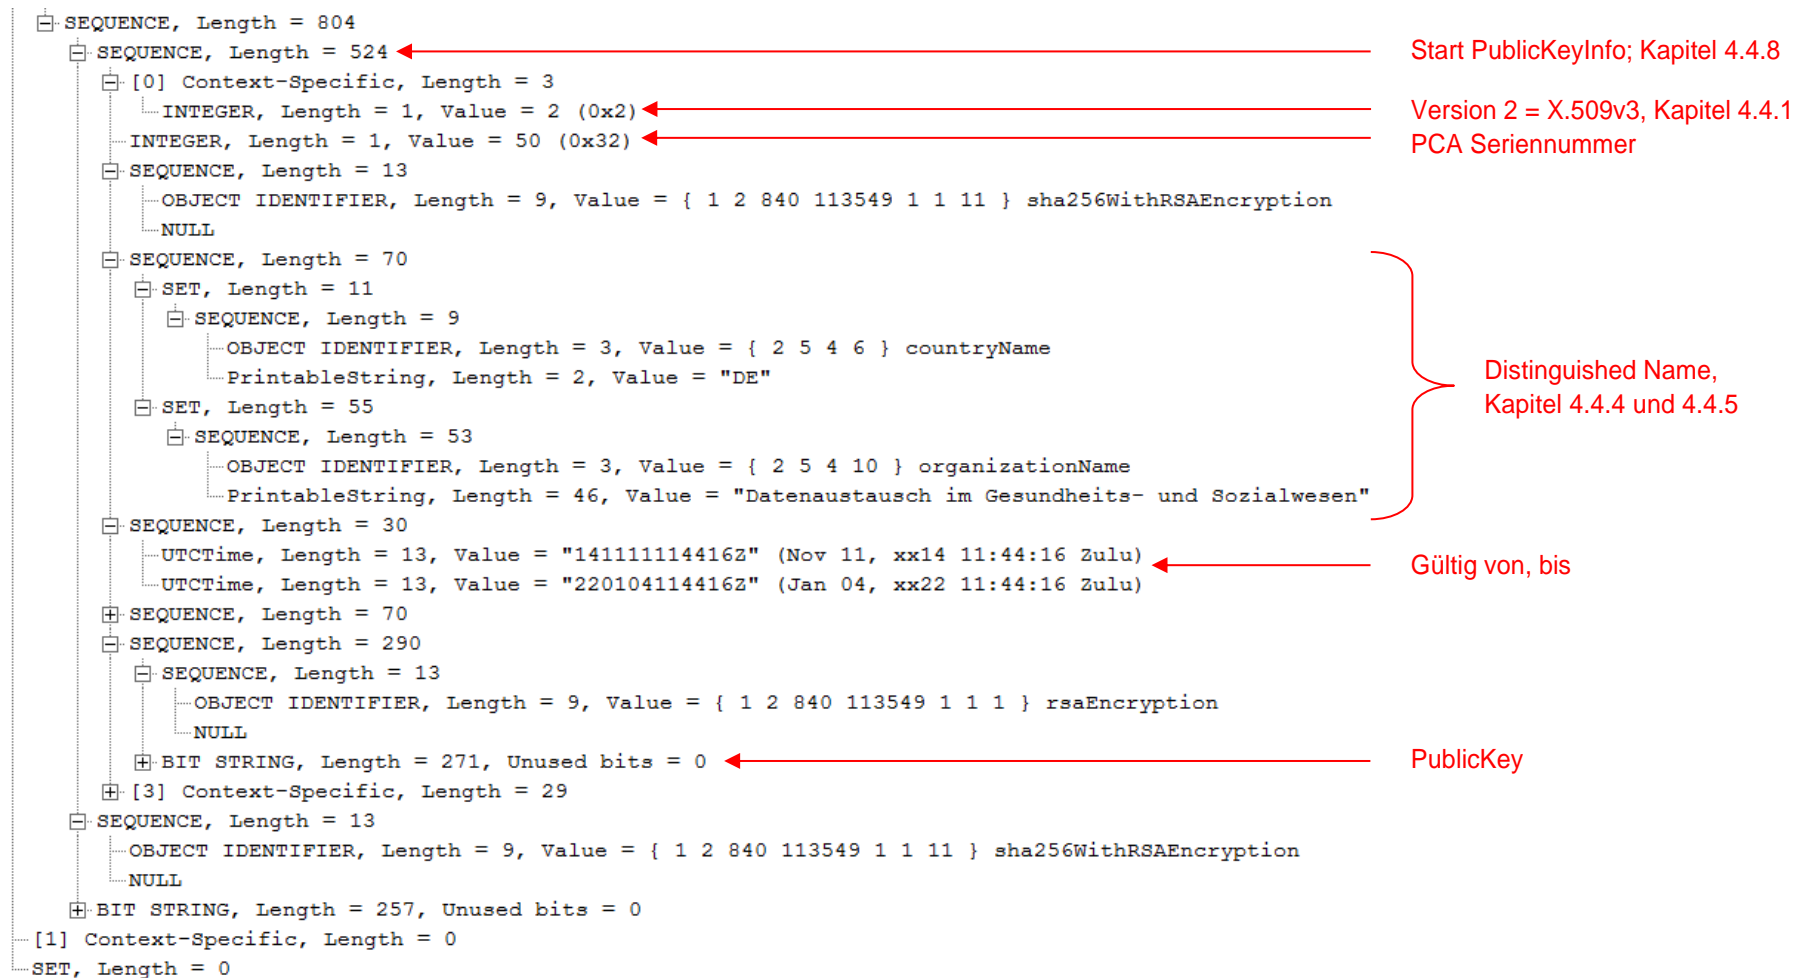 SEQUENCE, Length = 804
SEQUENCE, Length = 524
Start PublicKeyInfo; Kapitel 4.4.8
[0] Context-Specific, Length = 3
INTEGER, Length = 1, Value = 2 (0x2)
Version 2 = X.509v3, Kapitel 4.4.1
INTEGER, Length = 1, Value = 50 (0x32)
PCA Seriennummer
SEQUENCE, Length = 13
OBJECT IDENTIFIER, Length = 9, Value = { 1 2 840 113549 1 1 11 } sha256WithRSAEncryption
NULL
SEQUENCE, Length = 70
SET, Length = 11
SEQUENCE, Length = 9
OBJECT IDENTIFIER, Length = 3, Value = { 2 5 4 6 } countryName
PrintableString, Length = 2, Value = "DE"
Distinguished Name,
Kapitel 4.4.4 und 4.4.5
SET, Length = 55
SEQUENCE, Length = 53
OBJECT IDENTIFIER, Length = 3, Value = { 2 5 4 10 } organizationName
PrintableString, Length = 46, Value = "Datenaustausch im Gesundheits- und Sozialwesen"
SEQUENCE, Length = 30
UTCTime, Length = 13, Value = "141111114416Z" (Nov 11, xx14 11:44:16 Zulu)
Gültig von, bis
UTCTime, Length = 13, Value = "220104114416Z" (Jan 04, xx22 11:44:16 Zulu)
SEQUENCE, Length = 70
SEQUENCE, Length = 290
SEQUENCE, Length = 13
OBJECT IDENTIFIER, Length = 9, Value = { 1 2 840 113549 1 1 1 } rsaEncryption
NULL
BIT STRING, Length = 271, Unused bits = 0
PublicKey
[3] Context-Specific, Length = 29
SEQUENCE, Length = 13
OBJECT IDENTIFIER, Length = 9, Value = { 1 2 840 113549 1 1 11 } sha256WithRSAEncryption
NULL
BIT STRING, Length = 257, Unused bits = 0
[1] Context-Specific, Length = 0
SET, Length = 0